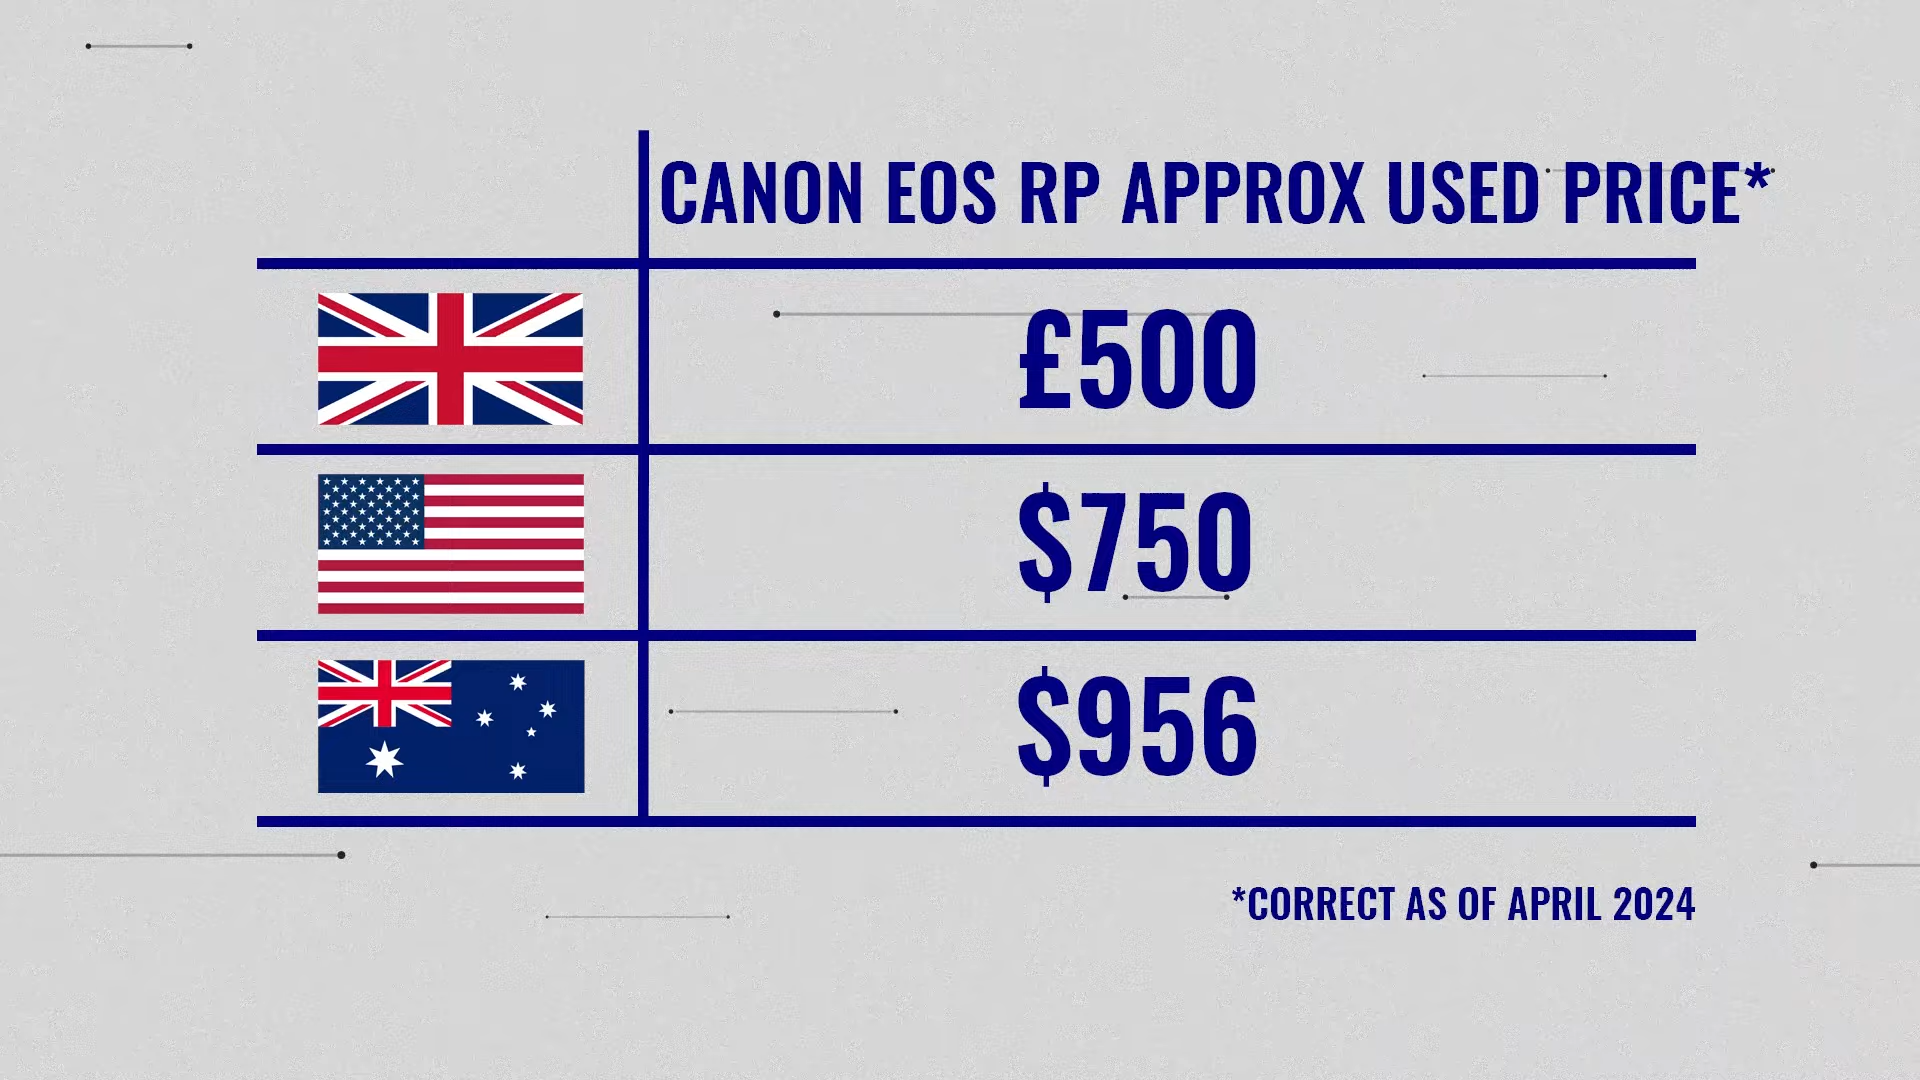 CANON EOS RP APPROX USED PRICE*
£500
$750
$956
*CORRECT AS OF APRIL 2024